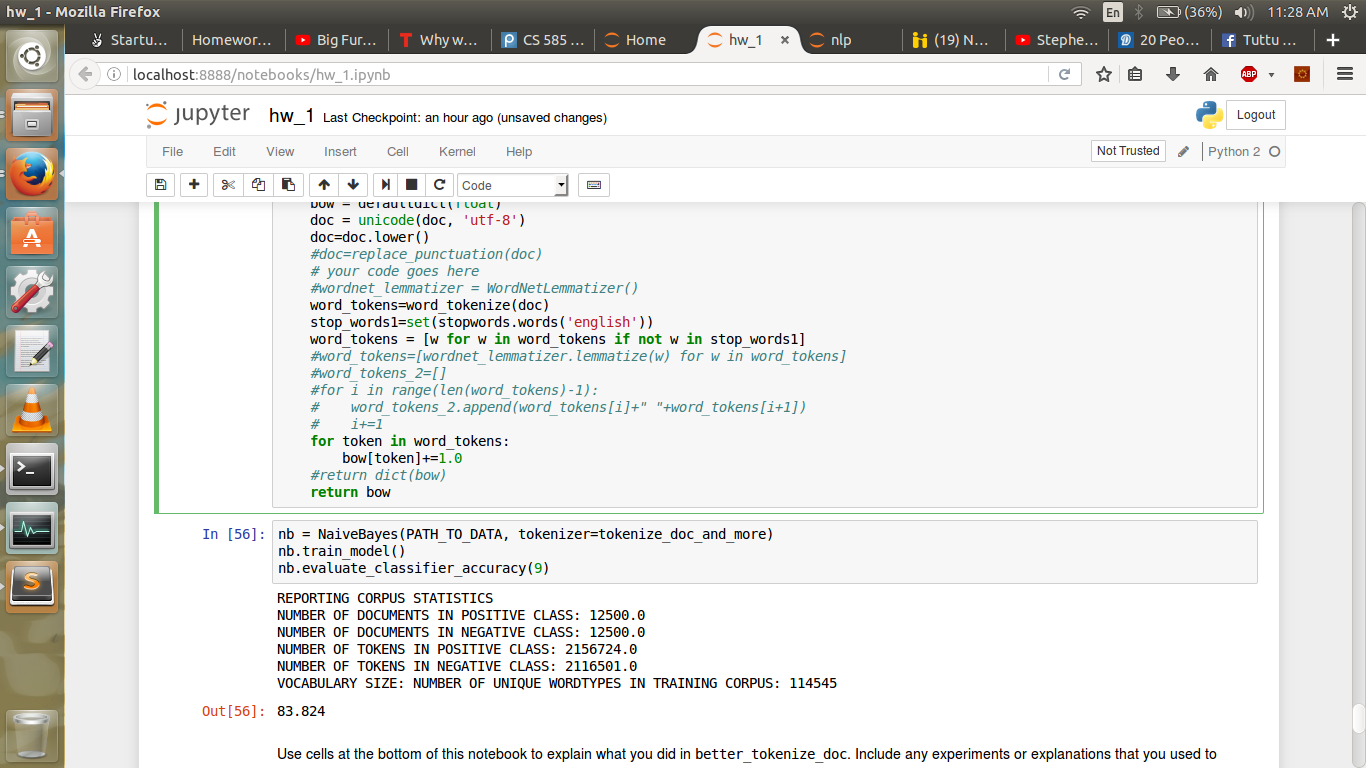 hw_1 - Mozilla Firefox
En
(36%)
11:28 AM
Startu...
Homewor...
Big Fur...
Why w...
CS 585 ...
Home
hw_1
nlp
(19) N...
Stephe...
20 Peo...
Tuttu ...
localhost:8888/notebooks/hw_1.ipynb
ABP
jupyter
hw_1 Last Checkpoint: an hour ago (unsaved changes)
Logout
File Edit View Insert Cell Kernel Help
Not Trusted
Python 2
Code
bow = defaultdict(float)
doc = unicode(doc, 'utf-8')
doc=doc.lower()
#doc=replace_punctuation(doc)
# your code goes here
#wordnet_lemmatizer = WordNetLemmatizer()
word_tokens=word_tokenize(doc)
stop_words1=set(stopwords.words('english'))
word_tokens = [w for w in word_tokens if not w in stop_words1]
#word_tokens=[wordnet_lemmatizer.lemmatize(w) for w in word_tokens]
#word_tokens_2=[]
#for i in range(len(word_tokens)-1):
#    word_tokens_2.append(word_tokens[i]+" "+word_tokens[i+1])
#    i+=1
for token in word_tokens:
    bow[token]+=1.0
#return dict(bow)
return bow
In [56]: nb = NaiveBayes(PATH_TO_DATA, tokenizer=tokenize_doc_and_more)
nb.train_model()
nb.evaluate_classifier_accuracy(9)
REPORTING CORPUS STATISTICS
NUMBER OF DOCUMENTS IN POSITIVE CLASS: 12500.0
NUMBER OF DOCUMENTS IN NEGATIVE CLASS: 12500.0
NUMBER OF TOKENS IN POSITIVE CLASS: 2156724.0
NUMBER OF TOKENS IN NEGATIVE CLASS: 2116501.0
VOCABULARY SIZE: NUMBER OF UNIQUE WORDTYPES IN TRAINING CORPUS: 114545
Out[56]: 83.824
Use cells at the bottom of this notebook to explain what you did in better_tokenize_doc. Include any experiments or explanations that you used to